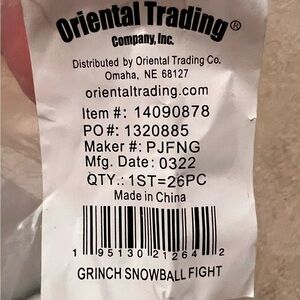 Oriental Trading®
Company, Inc.
Distributed by Oriental Trading Co.
Omaha, NE 68127
orientaltrading.com
Item #: 14090878
PO#: 1320885
Maker #: PJFNG
Mfg. Date: 0322
QTY.: 1ST=26PC
Made in China
1 95130 21264 2
GRINCH SNOWBALL FIGHT